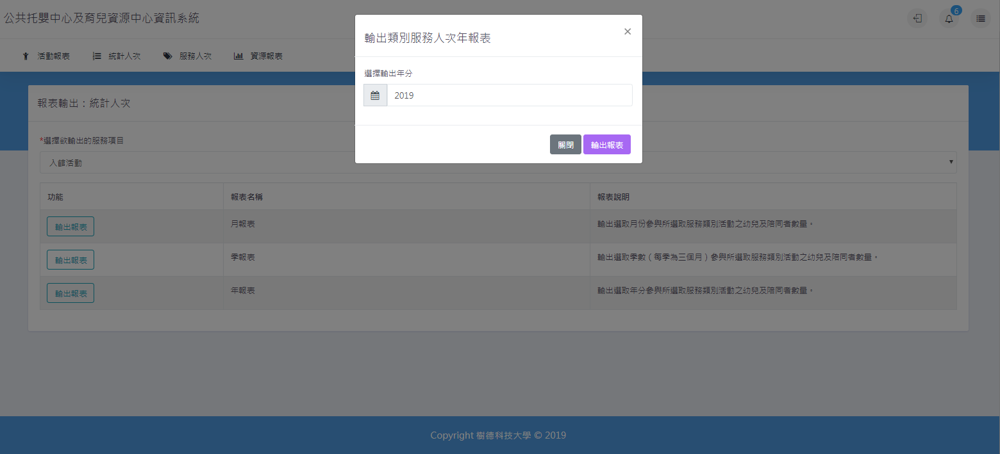 公共托嬰中心及育兒資源中心資訊系統
6
活動報表 統計人次 服務人次 資源報表
輸出類別服務人次年報表 ×
選擇輸出年分
2019
關閉 輸出報表
報表輸出：統計人次
*選擇欲輸出的服務項目
入館活動
功能 報表名稱 報表說明
輸出報表 月報表 輸出選取月份參與所選取服務類別活動之幼兒及陪同者數量。
輸出報表 季報表 輸出選取季數（每季為三個月）參與所選取服務類別活動之幼兒及陪同者數量。
輸出報表 年報表 輸出選取年分參與所選取服務類別活動之幼兒及陪同者數量。
Copyright 樹德科技大學 © 2019